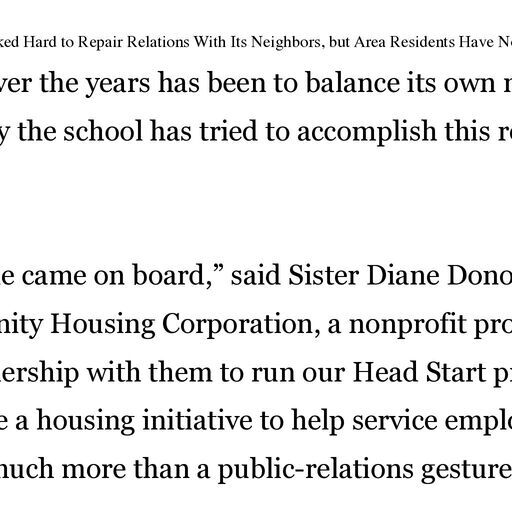 ked Hard to Repair Relations With Its Neighbors, but Area Residents Have N
ver the years has been to balance its own
y the school has tried to accomplish this
e came on board,” said Sister Diane Dono
nity Housing Corporation, a nonprofit pro
ership with them to run our Head Start p
e a housing initiative to help service emplo
much more than a public-relations gesture